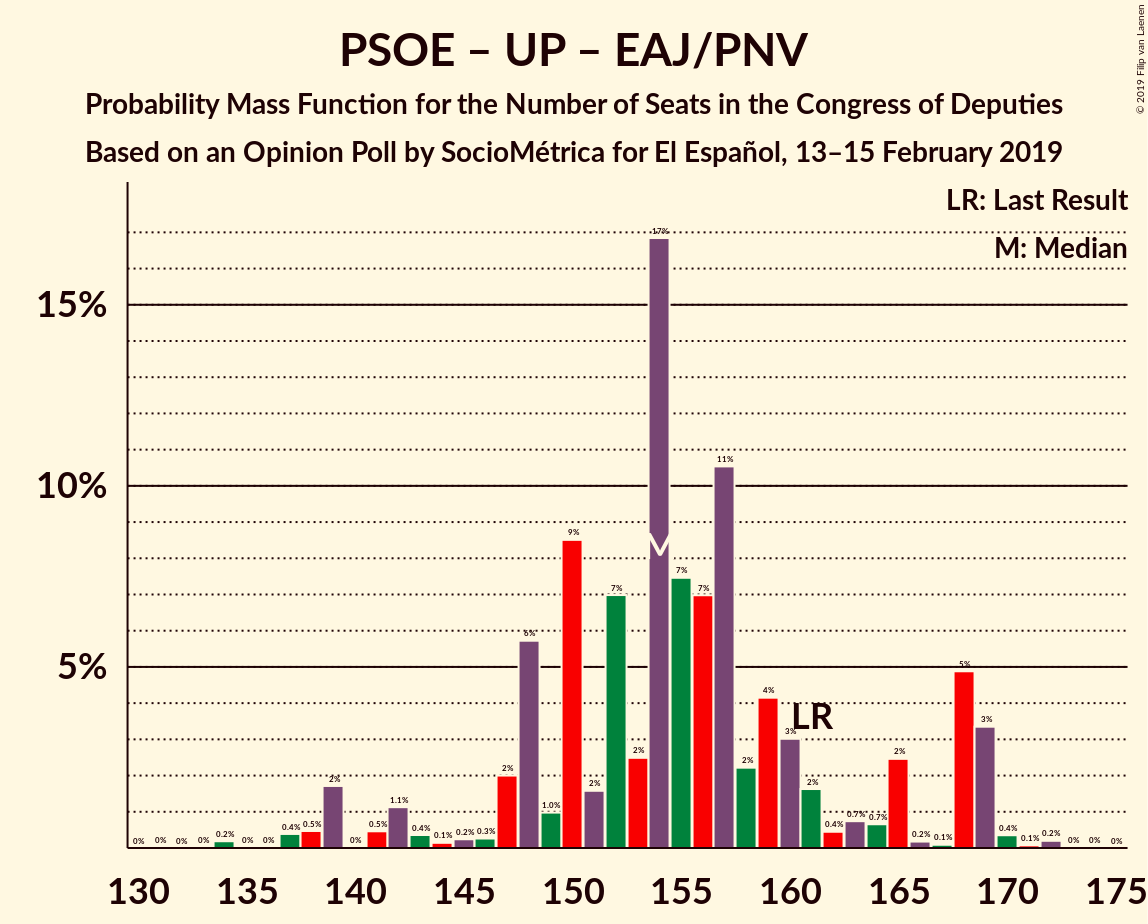 PSOE – UP – EAJ/PNV
Probability Mass Function for the Number of Seats in the Congress of Deputies
Based on an Opinion Poll by SocioMétrica for El Español, 13–15 February 2019
© 2019 Filip van Laenen
LR: Last Result
M: Median
15%
10%
5%
0% 0% 0% 0% 0.2% 0% 0% 0.4% 0.5% 2% 0% 0.5% 1.1% 0.4% 0.1% 0.2% 0.3% 2% 6% 1.0% 9% 2% 7% 2% 17% 7% 7% 11% 2% 4% 3% 2% 0.4% 0.7% 0.7% 2% 0.2% 0.1% 5% 3% 0.4% 0.1% 0.2% 0% 0% 0%
M
LR
130 135 140 145 150 155 160 165 170 175